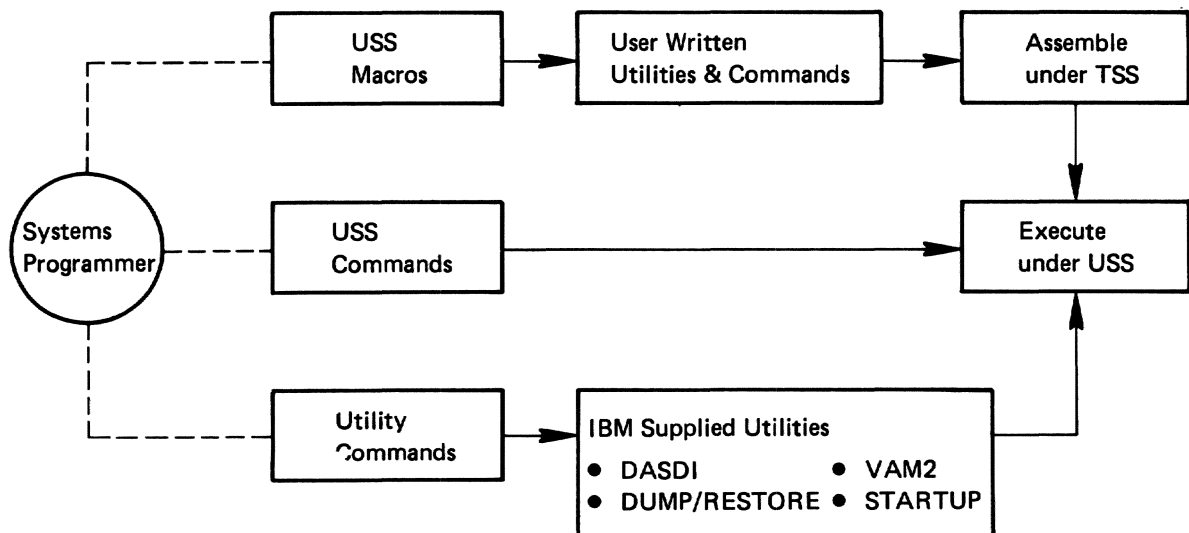 USS
Macros
User Written
Utilities & Commands
Assemble
under TSS
Systems
Programmer
USS
Commands
Execute
under USS
Utility
Commands
IBM Supplied Utilities
● DASDI ● VAM2
● DUMP/RESTORE ● STARTUP